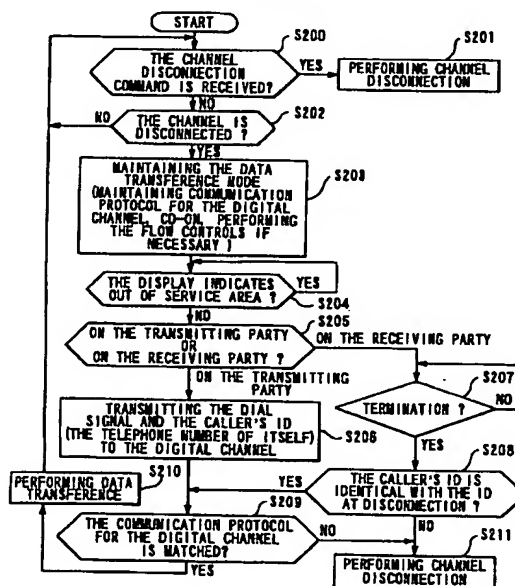 START
S200
THE CHANNEL
DISCONNECTION
COMMAND IS RECEIVED?
YES
S201
PERFORMING CHANNEL
DISCONNECTION
NO
S202
NO
THE CHANNEL IS
DISCONNECTED ?
YES
S203
MAINTAINING THE DATA
TRANSFERENCE MODE
(MAINTAINING COMMUNICATION
PROTOCOL FOR THE DIGITAL
CHANNEL, CD-ON, PERFORMING
THE FLOW CONTROLS IF
NECESSARY )
THE DISPLAY INDICATES
OUT OF SERVICE AREA ?
YES
S204
NO
S205
ON THE TRANSMITTING PARTY
OR
ON THE RECEIVING PARTY ?
ON THE RECEIVING PARTY
ON THE TRANSMITTING
PARTY
S207
TERMINATION ?
NO
TRANSMITTING THE DIAL
SIGNAL AND THE CALLER'S ID
(THE TELEPHONE NUMBER OF ITSELF)
TO THE DIGITAL CHANNEL
S206
YES
S208
THE CALLER'S ID IS
IDENTICAL WITH THE ID
AT DISCONNECTION ?
YES
NO
S210
PERFORMING DATA
TRANSFERENCE
S209
THE COMMUNICATION PROTOCOL
FOR THE DIGITAL CHANNEL
IS MATCHED?
NO
YES
S211
PERFORMING CHANNEL
DISCONNECTION